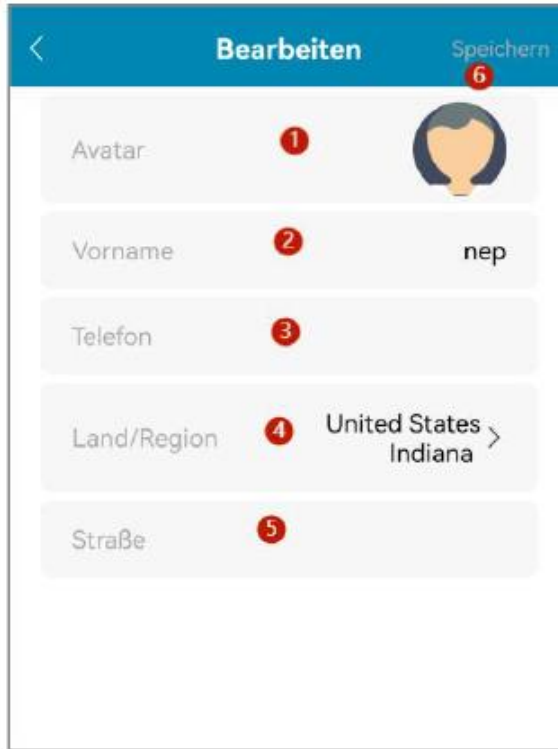 Bearbeiten
Speichern
6
Avatar
1
Vorname
2
nep
Telefon
3
Land/Region
4
United States
Indiana
Straße
5